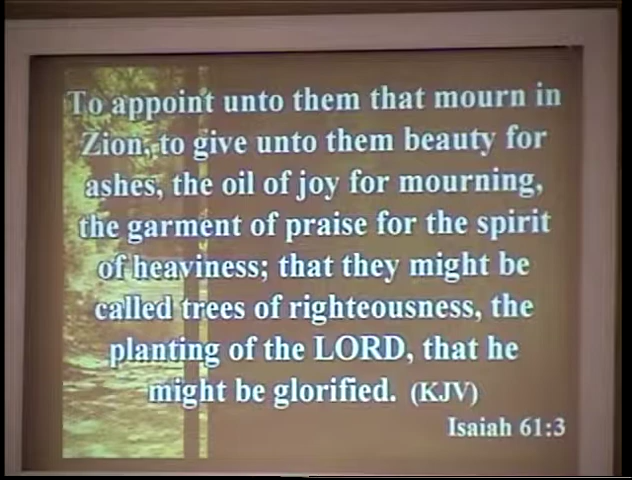 To appoint unto them that mourn in
Zion, to give unto them beauty for
ashes, the oil of joy for mourning,
the garment of praise for the spirit
of heaviness; that they might be
called trees of righteousness, the
planting of the LORD, that he
might be glorified. (KJV)
Isaiah 61:3